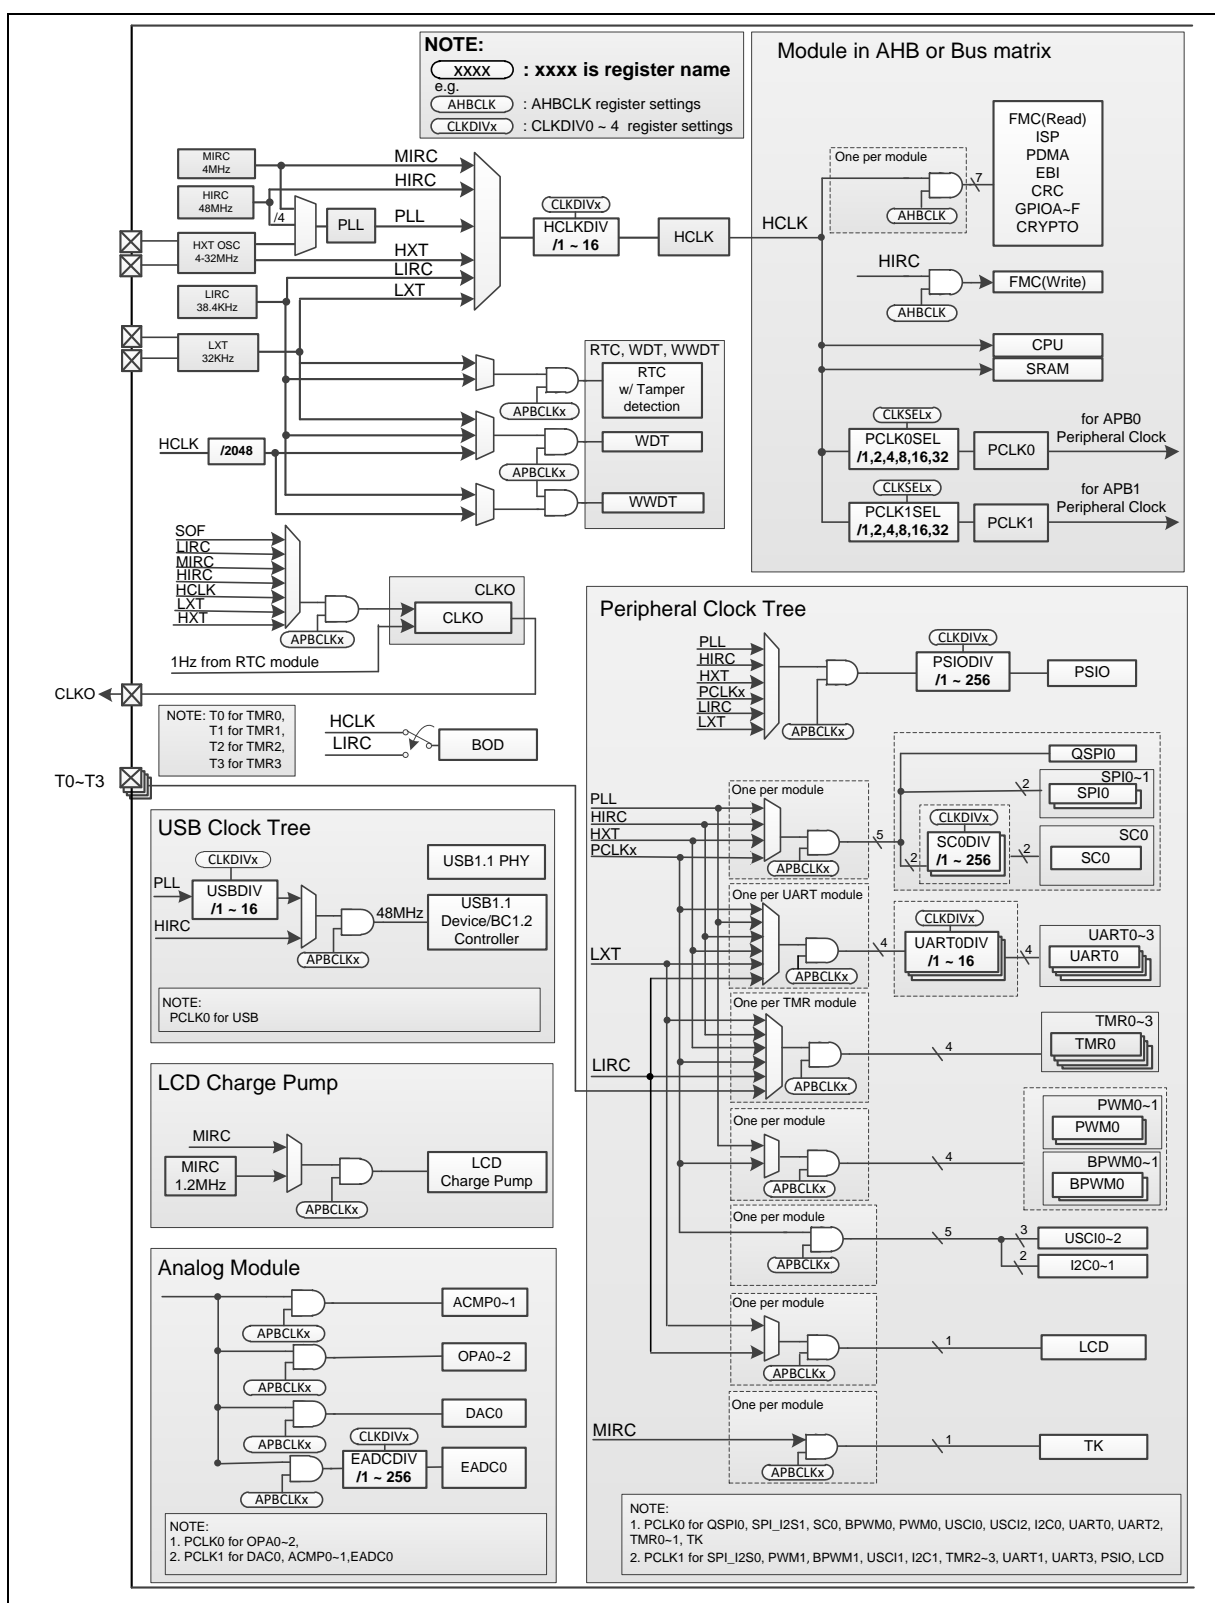 NOTE:
XXXX : xxxx is register name
e.g.
AHBCLK : AHBCLK register settings
CLKDIVx : CLKDIV0 ~ 4 register settings
MIRC
4MHz
HIRC
48MHz
/4
PLL
HXT OSC
4-32MHz
LIRC
38.4KHz
LXT
32KHz
MIRC
HIRC
PLL
HXT
LIRC
LXT
CLKDIVx
HCLKDIV
/1 ~ 16
HCLK
HCLK
Module in AHB or Bus matrix
One per module
AHBCLK
7
FMC(Read)
ISP
PDMA
EBI
CRC
GPIOA~F
CRYPTO
HIRC
AHBCLK
FMC(Write)
CPU
SRAM
CLKSELx
PCLK0SEL
/1,2,4,8,16,32
PCLK0
for APB0
Peripheral Clock
CLKSELx
PCLK1SEL
/1,2,4,8,16,32
PCLK1
for APB1
Peripheral Clock
RTC, WDT, WWDT
APBCLKx
RTC
w/ Tamper
detection
HCLK
/2048
WDT
APBCLKx
WWDT
SOF
LIRC
MIRC
HIRC
HCLK
LXT
HXT
APBCLKx
CLKO
CLKO
1Hz from RTC module
CLKO
NOTE: T0 for TMR0,
T1 for TMR1,
T2 for TMR2,
T3 for TMR3
HCLK
LIRC
BOD
T0~T3
USB Clock Tree
CLKDIVx
PLL
USBDIV
/1 ~ 16
HIRC
APBCLKx
48MHz
USB1.1 PHY
USB1.1
Device/BC1.2
Controller
NOTE:
PCLK0 for USB
LCD Charge Pump
MIRC
MIRC
1.2MHz
APBCLKx
LCD
Charge Pump
Analog Module
APBCLKx
ACMP0~1
APBCLKx
OPA0~2
APBCLKx
DAC0
APBCLKx
CLKDIVx
EADCDIV
/1 ~ 256
EADC0
NOTE:
1. PCLK0 for OPA0~2,
2. PCLK1 for DAC0, ACMP0~1,EADC0
Peripheral Clock Tree
PLL
HIRC
HXT
PCLKx
LIRC
LXT
APBCLKx
CLKDIVx
PSIODIV
/1 ~ 256
PSIO
PLL
HIRC
HXT
PCLKx
One per module
APBCLKx
5
QSPI0
2
SPI0~1
SPI0
2
CLKDIVx
SC0DIV
/1 ~ 256
2
SC0
SC0
LXT
One per UART module
APBCLKx
4
CLKDIVx
UART0DIV
/1 ~ 16
4
UART0~3
UART0
LIRC
One per TMR module
APBCLKx
4
TMR0~3
TMR0
One per module
APBCLKx
4
PWM0~1
PWM0
BPWM0~1
BPWM0
One per module
APBCLKx
5
3
USCI0~2
2
I2C0~1
One per module
APBCLKx
1
LCD
MIRC
One per module
APBCLKx
1
TK
NOTE:
1. PCLK0 for QSPI0, SPI_I2S1, SC0, BPWM0, PWM0, USCI0, USCI2, I2C0, UART0, UART2,
TMR0~1, TK
2. PCLK1 for SPI_I2S0, PWM1, BPWM1, USCI1, I2C1, TMR2~3, UART1, UART3, PSIO, LCD